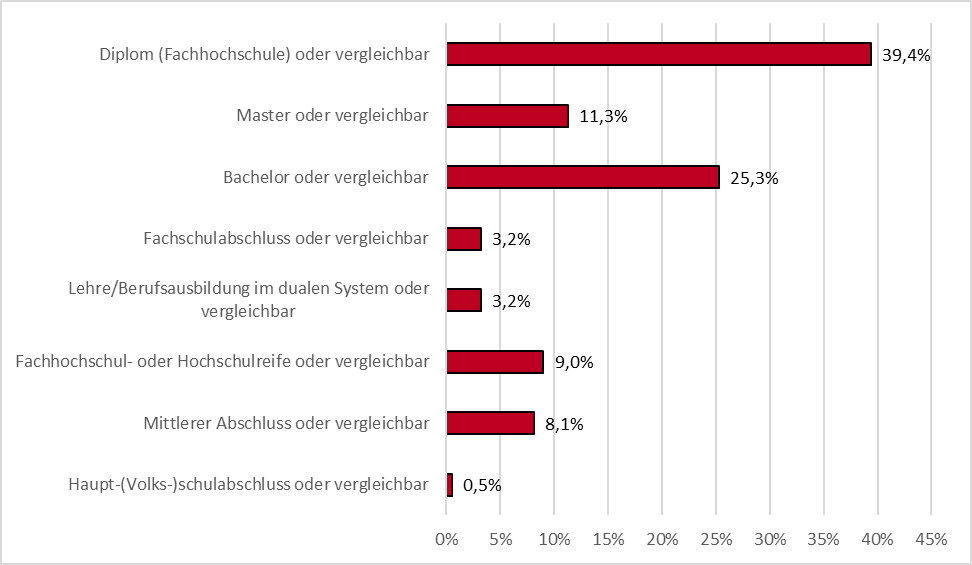 Diplom (Fachhochschule) oder vergleichbar
39,4%
Master oder vergleichbar
11,3%
Bachelor oder vergleichbar
25,3%
Fachschulabschluss oder vergleichbar
3,2%
Lehre/Berufsausbildung im dualen System oder
vergleichbar
3,2%
Fachhochschul- oder Hochschulreife oder vergleichbar
9,0%
Mittlerer Abschluss oder vergleichbar
8,1%
Haupt-(Volks-)schulabschluss oder vergleichbar
0,5%
0% 5% 10% 15% 20% 25% 30% 35% 40% 45%